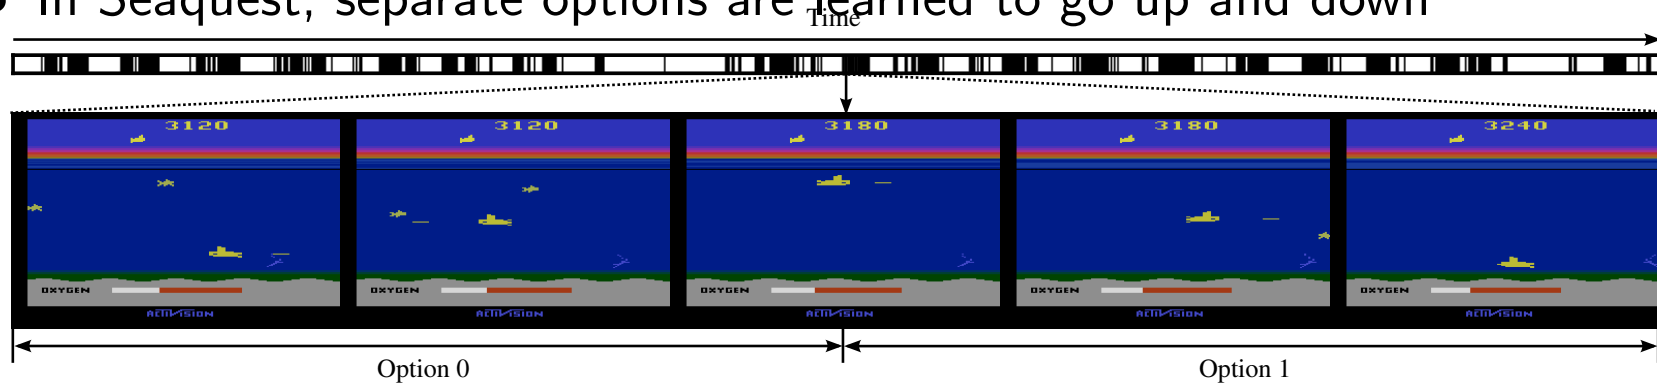 In Seaquest, separate options are learned to go up and down
Time
3120 3120 3180 3180 3240
OXYGEN OXYGEN OXYGEN OXYGEN OXYGEN
ACTIVISION ACTIVISION ACTIVISION ACTIVISION ACTIVISION
Option 0 Option 1